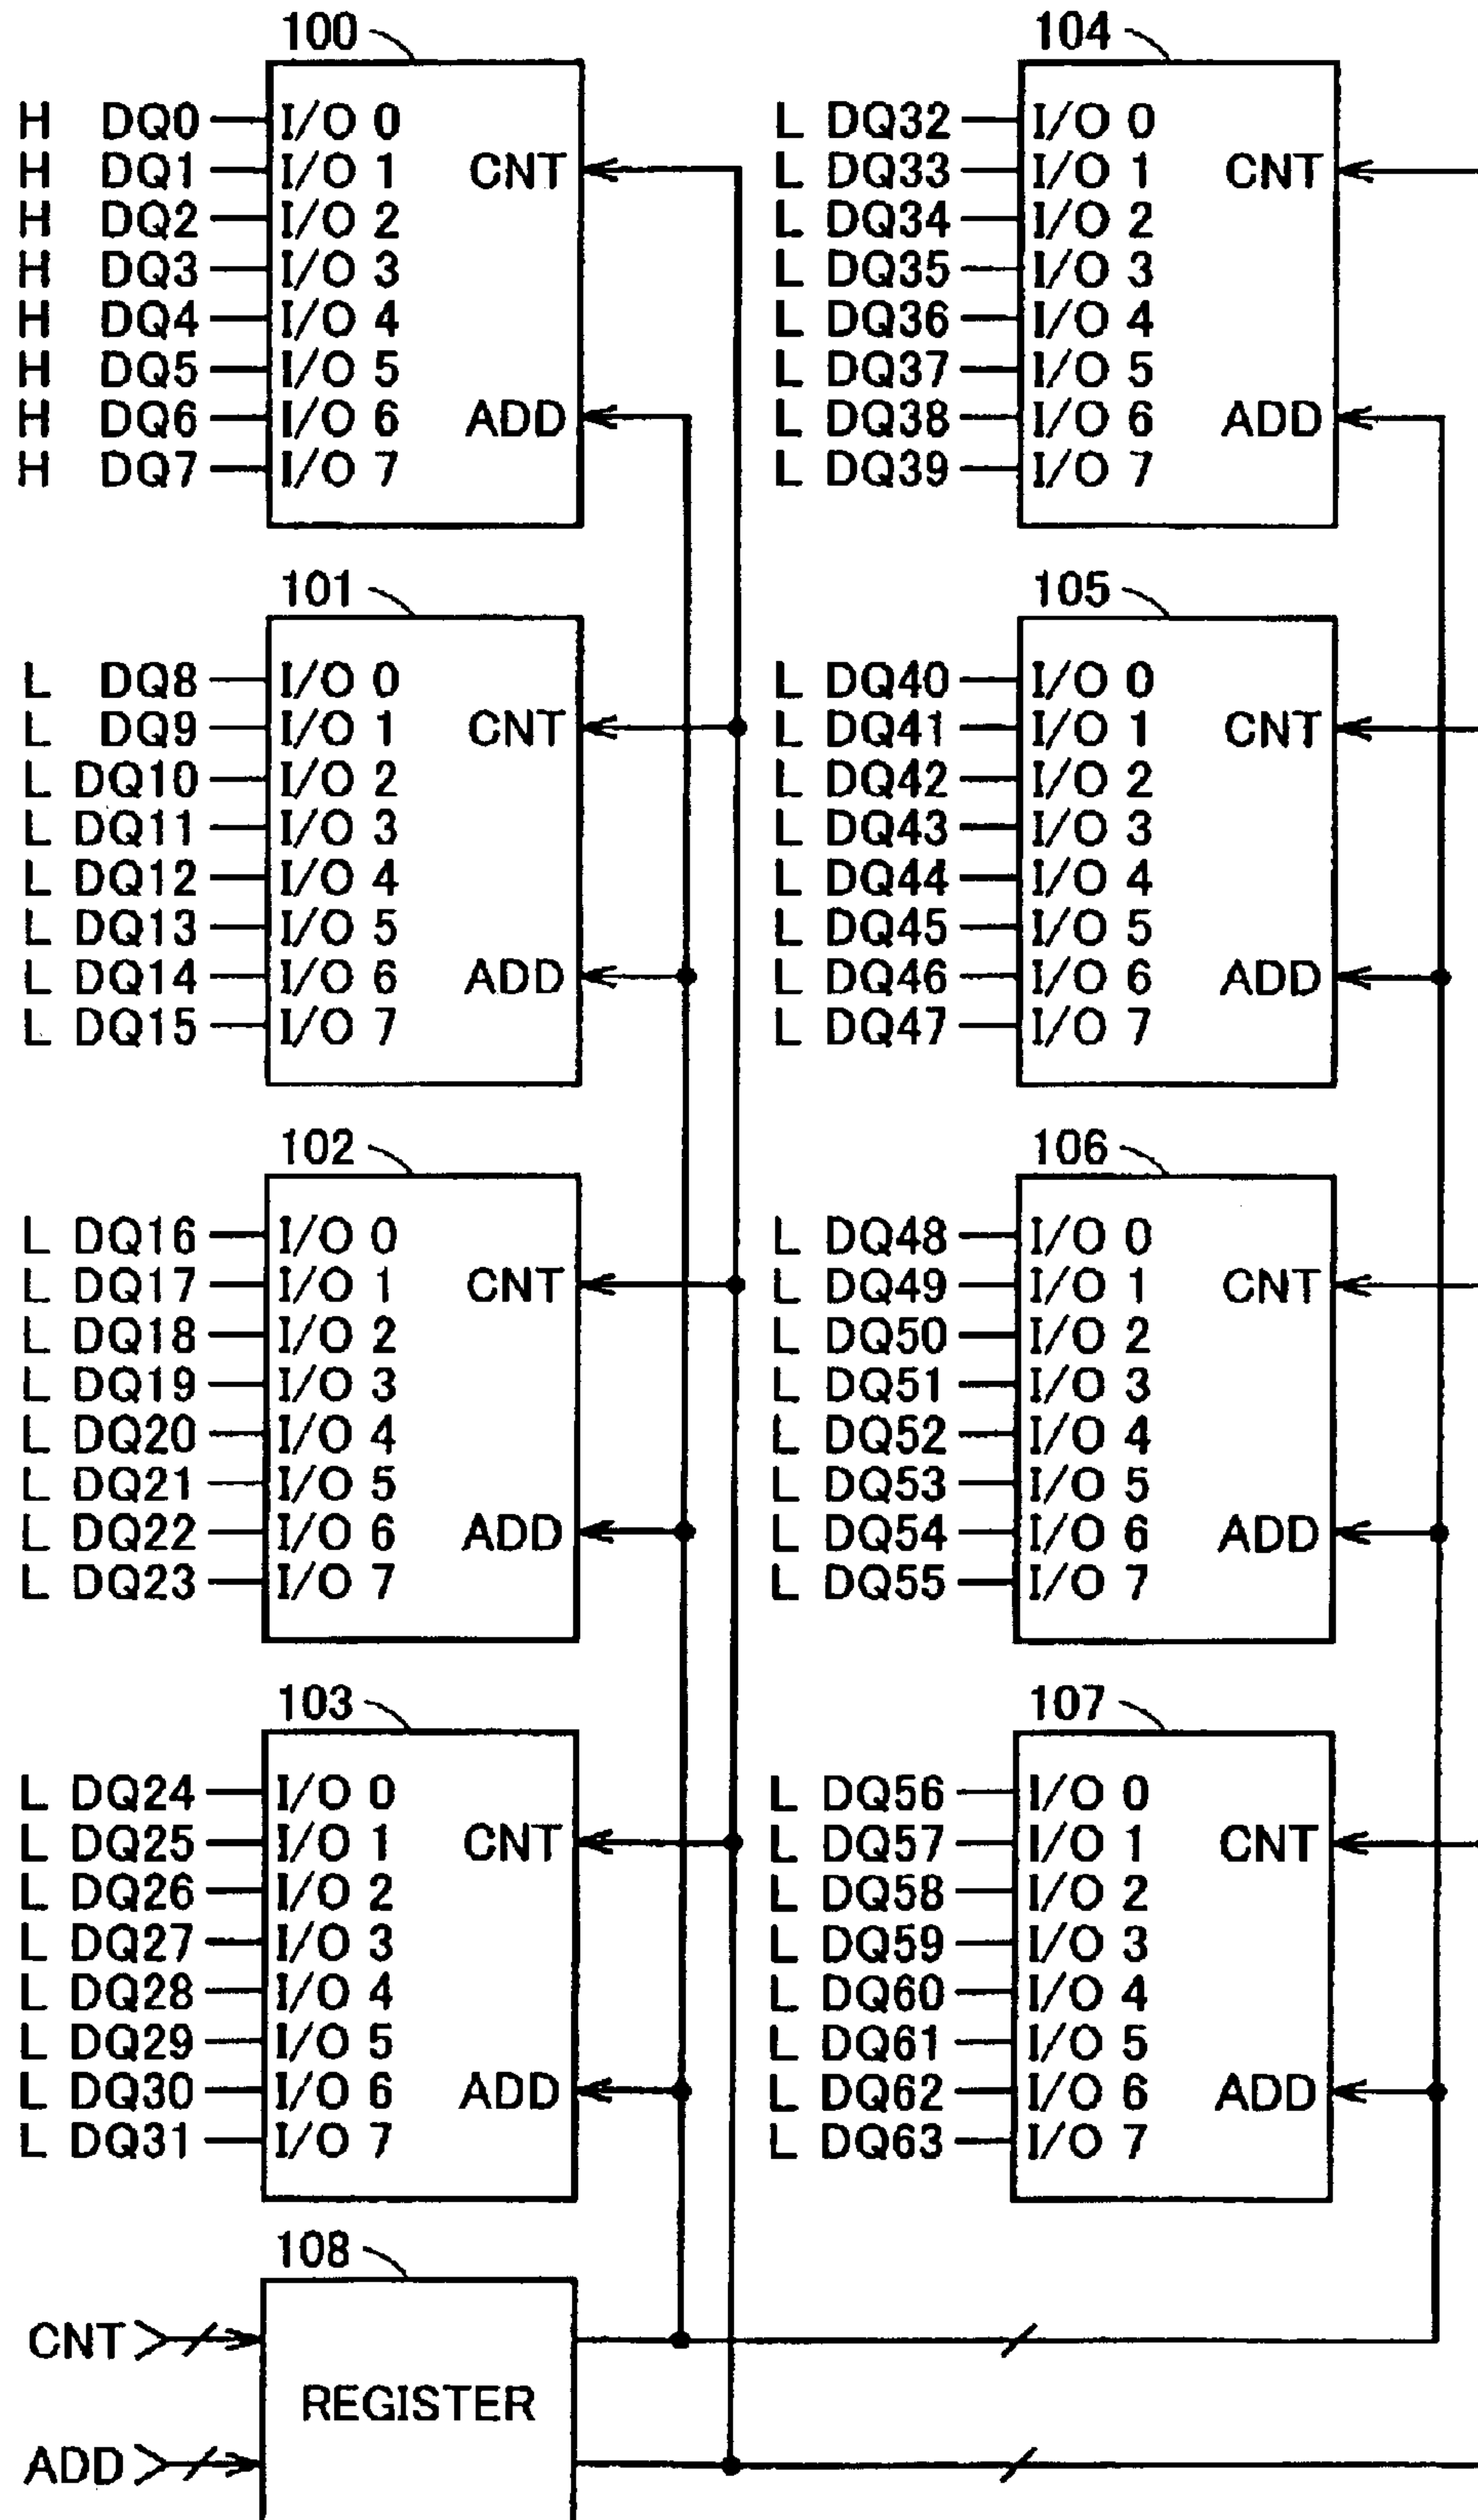 100
H DQ0 I/O 0
H DQ1 I/O 1 CNT
H DQ2 I/O 2
H DQ3 I/O 3
H DQ4 I/O 4
H DQ5 I/O 5
H DQ6 I/O 6 ADD
H DQ7 I/O 7
101
L DQ8 I/O 0
L DQ9 I/O 1 CNT
L DQ10 I/O 2
L DQ11 I/O 3
L DQ12 I/O 4
L DQ13 I/O 5
L DQ14 I/O 6 ADD
L DQ15 I/O 7
102
L DQ16 I/O 0
L DQ17 I/O 1 CNT
L DQ18 I/O 2
L DQ19 I/O 3
L DQ20 I/O 4
L DQ21 I/O 5
L DQ22 I/O 6 ADD
L DQ23 I/O 7
103
L DQ24 I/O 0
L DQ25 I/O 1 CNT
L DQ26 I/O 2
L DQ27 I/O 3
L DQ28 I/O 4
L DQ29 I/O 5
L DQ30 I/O 6 ADD
L DQ31 I/O 7
104
L DQ32 I/O 0
L DQ33 I/O 1 CNT
L DQ34 I/O 2
L DQ35 I/O 3
L DQ36 I/O 4
L DQ37 I/O 5
L DQ38 I/O 6 ADD
L DQ39 I/O 7
105
L DQ40 I/O 0
L DQ41 I/O 1 CNT
L DQ42 I/O 2
L DQ43 I/O 3
L DQ44 I/O 4
L DQ45 I/O 5
L DQ46 I/O 6 ADD
L DQ47 I/O 7
106
L DQ48 I/O 0
L DQ49 I/O 1 CNT
L DQ50 I/O 2
L DQ51 I/O 3
L DQ52 I/O 4
L DQ53 I/O 5
L DQ54 I/O 6 ADD
L DQ55 I/O 7
107
L DQ56 I/O 0
L DQ57 I/O 1 CNT
L DQ58 I/O 2
L DQ59 I/O 3
L DQ60 I/O 4
L DQ61 I/O 5
L DQ62 I/O 6 ADD
L DQ63 I/O 7
108
CNT
REGISTER
ADD